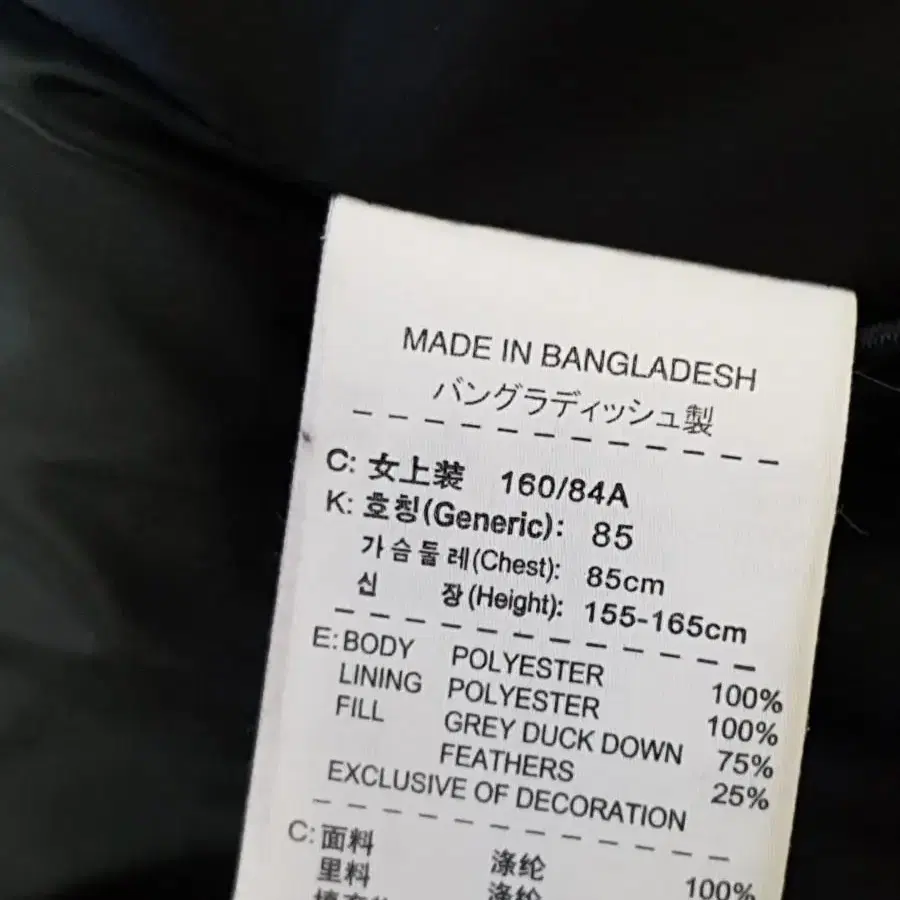 MADE IN BANGLADESH
バングラディッシュ製
C: 女上装 160/84A
K: 호칭(Generic): 85
가슴둘레(Chest): 85cm
신 장(Height): 155-165cm
E: BODY POLYESTER 100%
LINING POLYESTER 100%
FILL GREY DUCK DOWN 75%
FEATHERS 25%
EXCLUSIVE OF DECORATION
C: 面料 涤纶 100%
里料 涤纶